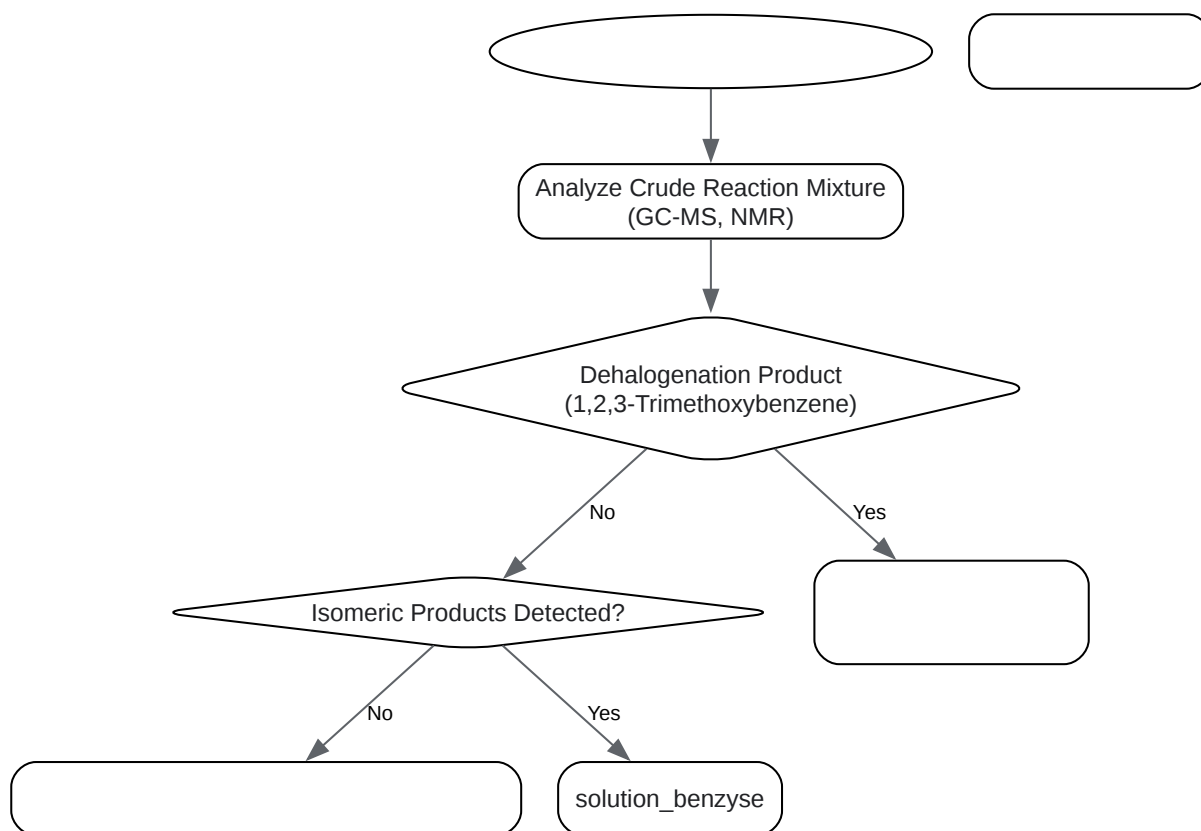 Analyze Crude Reaction Mixture
(GC-MS, NMR)
Dehalogenation Product
(1,2,3-Trimethoxybenzene)
No
Yes
Isomeric Products Detected?
No
Yes
solution_benzyse